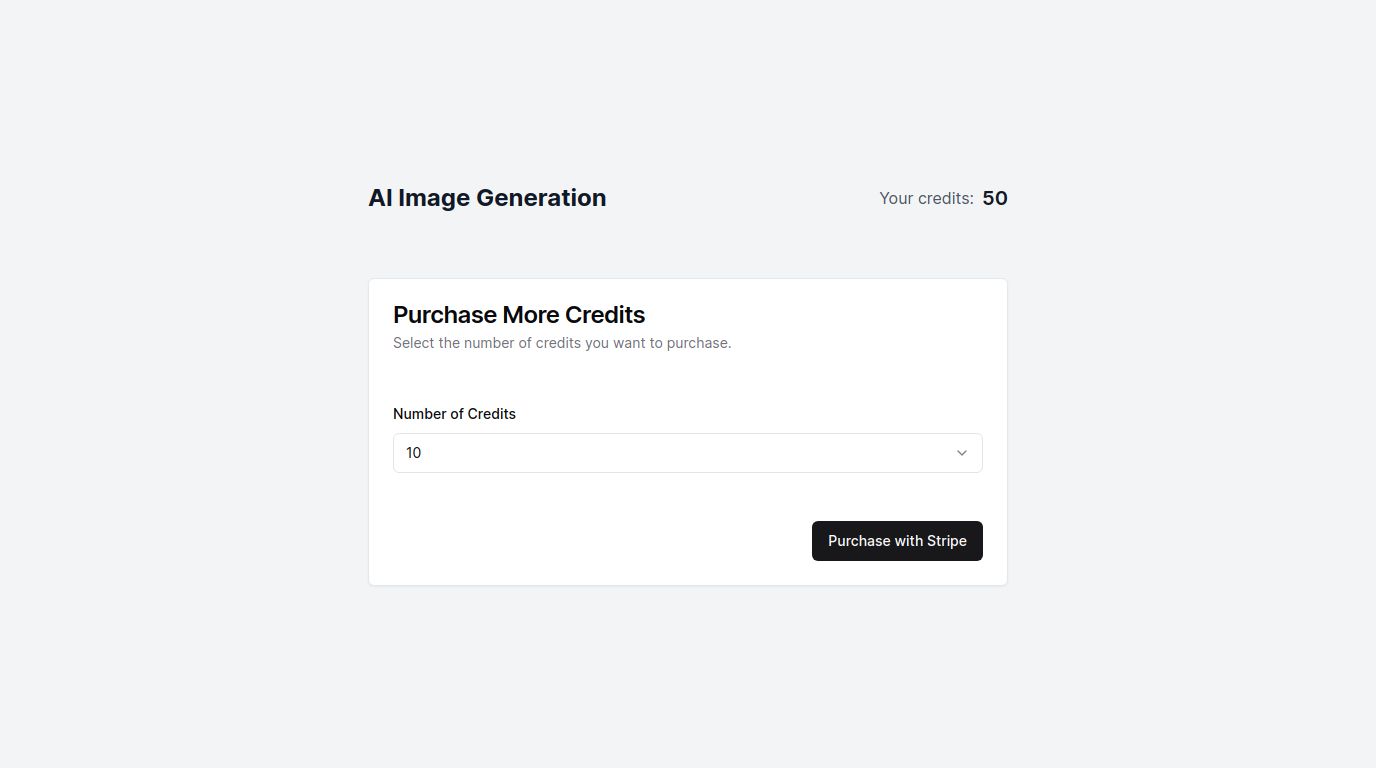 AI Image Generation
Your credits: 50
Purchase More Credits
Select the number of credits you want to purchase.
Number of Credits
10
Purchase with Stripe